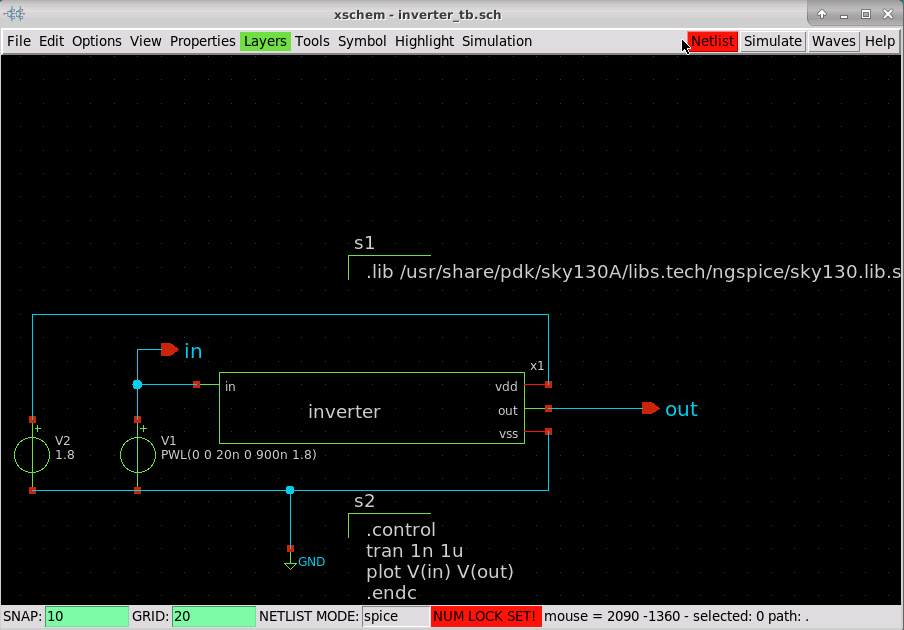 xschem - inverter_tb.sch
File Edit Options View Properties Layers Tools Symbol Highlight Simulation Netlist Simulate Waves Help
s1
.lib /usr/share/pdk/sky130A/libs.tech/ngspice/sky130.lib.s
in
x1
in
vdd
inverter
out
out
vss
V2
1.8
V1
PWL(0 0 20n 0 900n 1.8)
+
+
s2
.control
tran 1n 1u
plot V(in) V(out)
.endc
GND
SNAP: 10 GRID: 20 NETLIST MODE: spice NUM LOCK SET! mouse = 2090 -1360 - selected: 0 path: .